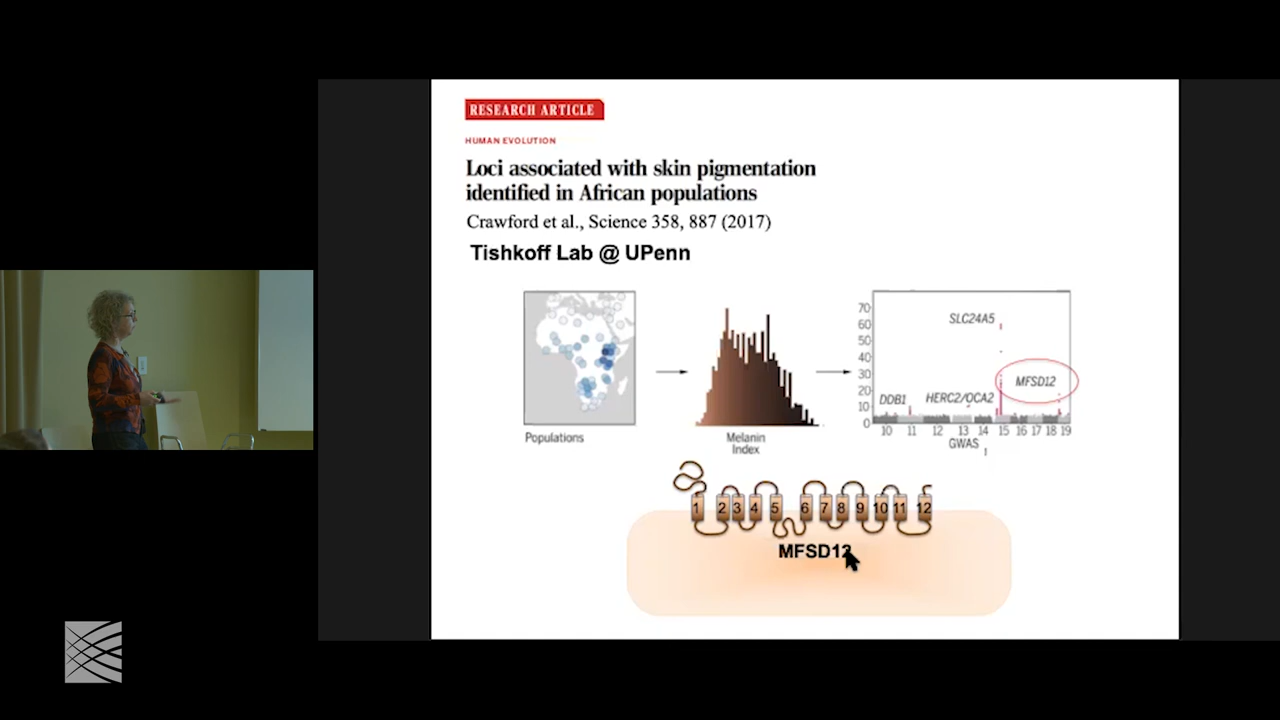 RESEARCH ARTICLE
HUMAN EVOLUTION
Loci associated with skin pigmentation
identified in African populations
Crawford et al., Science 358, 887 (2017)
Tishkoff Lab @ UPenn
70
60
50
40
30
20
10
0
SLC24A5
MFSD12
DDB1
HERC2/OCA2
10 11 12 13 14 15 16 17 18 19
GWAS
Populations
Melanin
Index
1 2 3 4 5 6 7 8 9 10 11 12
MFSD12